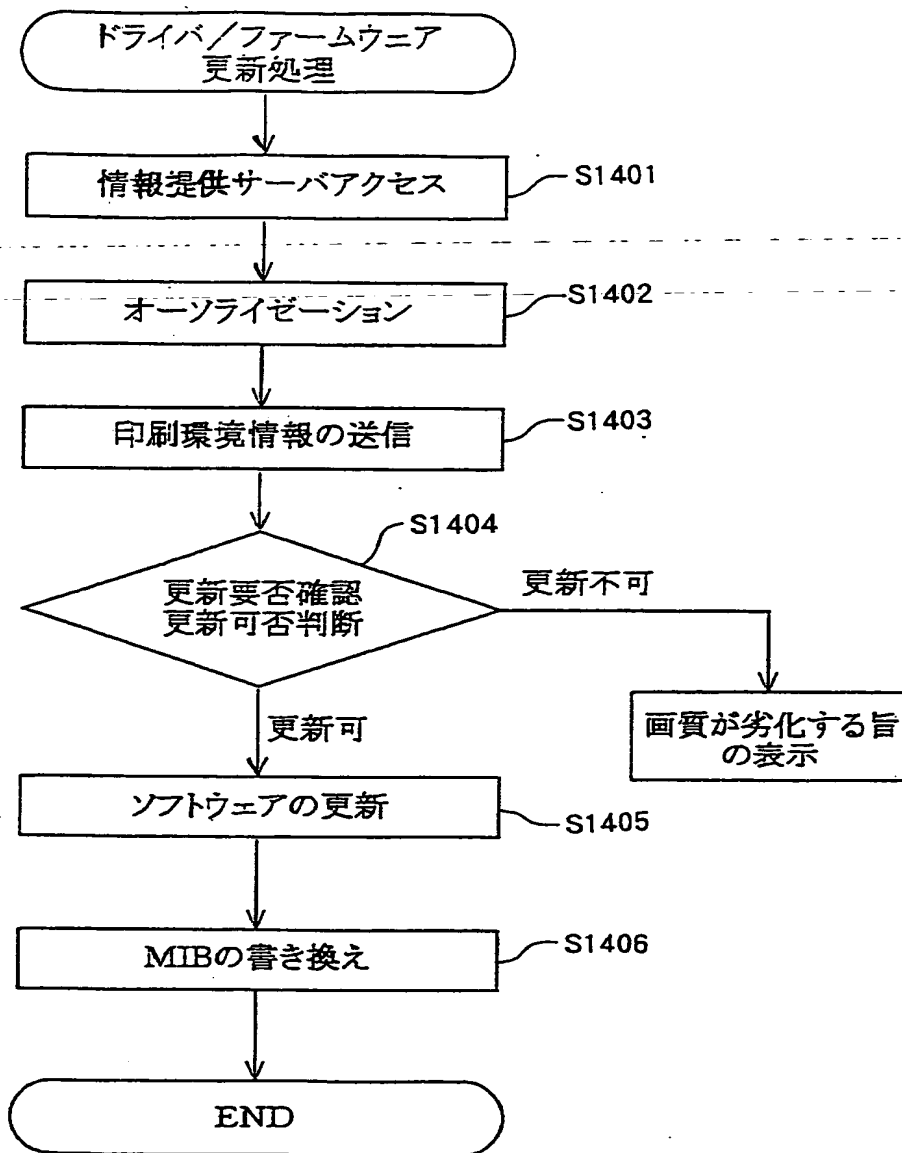 ドライバ／ファームウェア
更新処理
情報提供サーバアクセス
S1401
オーソライゼーション
S1402
印刷環境情報の送信
S1403
S1404
更新要否確認
更新可否判断
更新不可
画質が劣化する旨
の表示
更新可
ソフトウェアの更新
S1405
MIBの書き換え
S1406
END